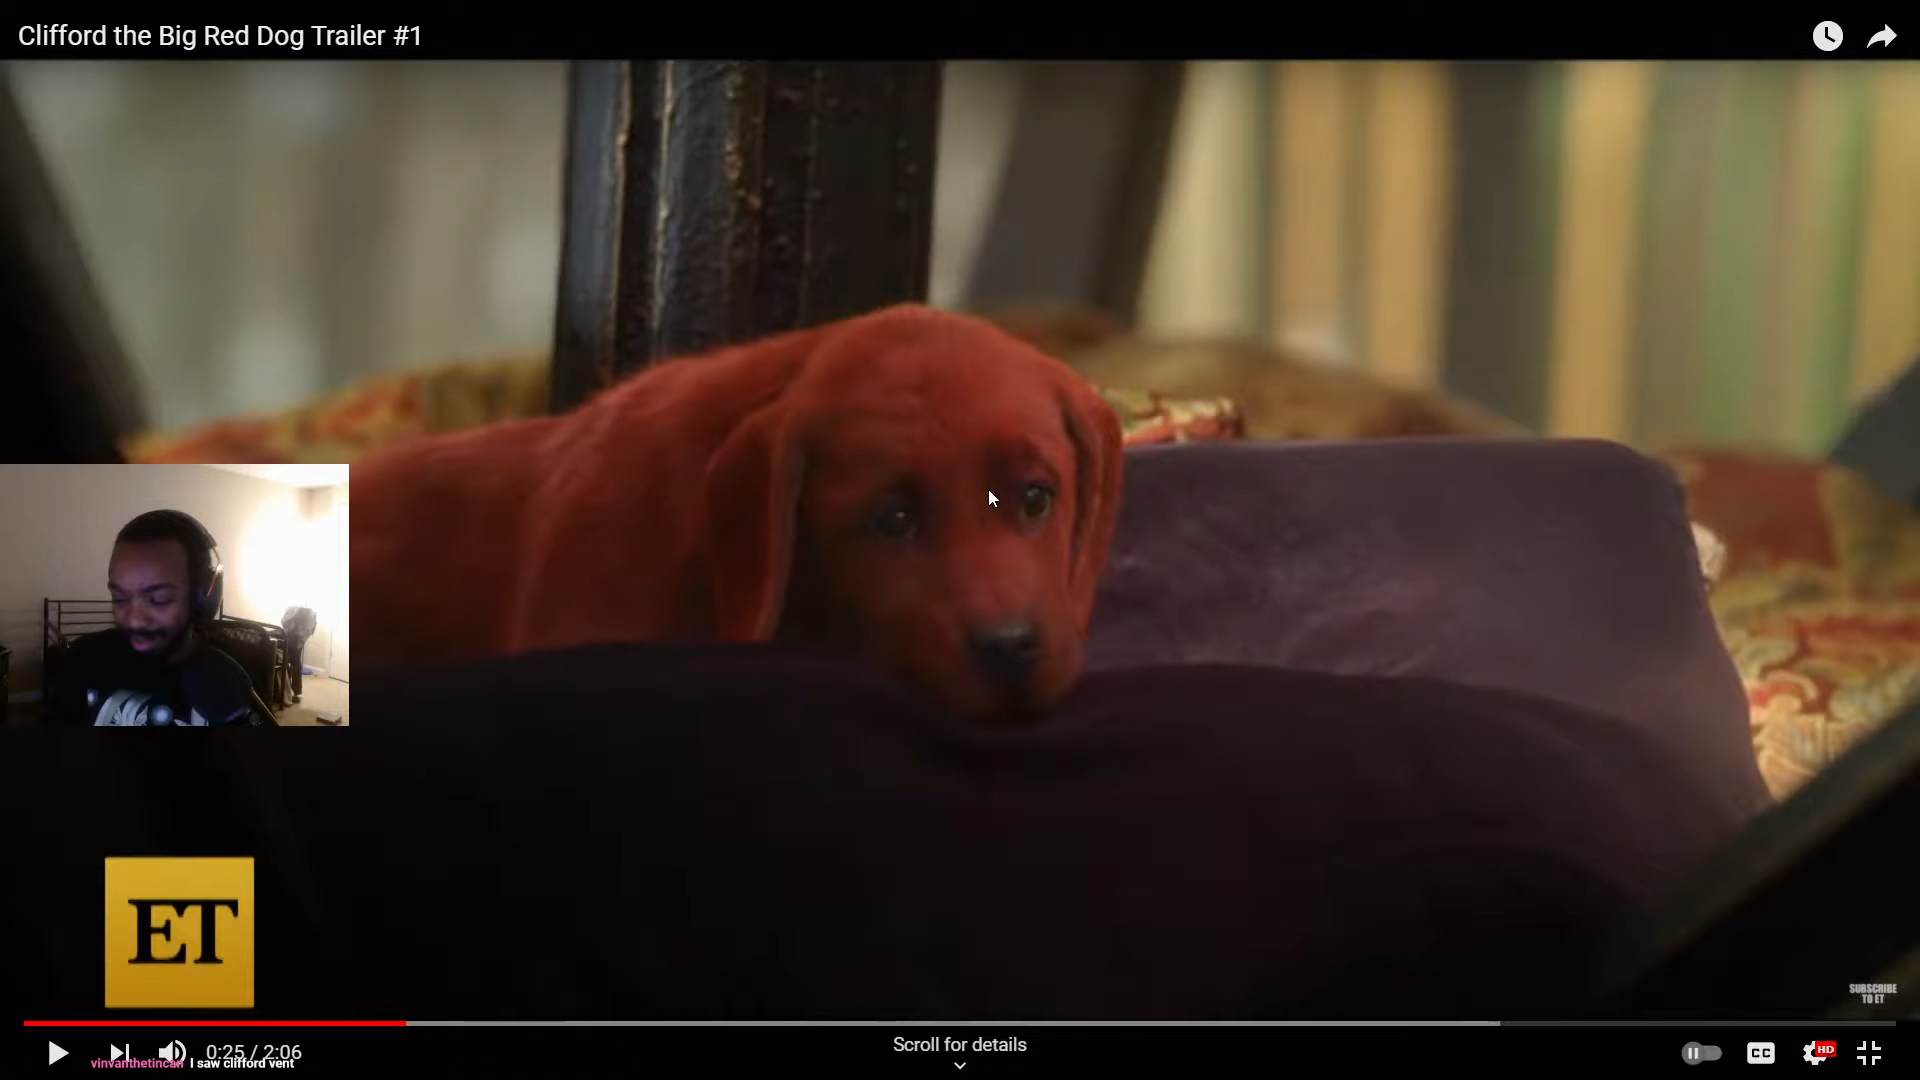 Clifford the Big Red Dog Trailer #1
ET
SUBSCRIBE
TO ET
Scroll for details
0:25 / 2:06
CC
HD
vinvanthetincan I saw clifford vent